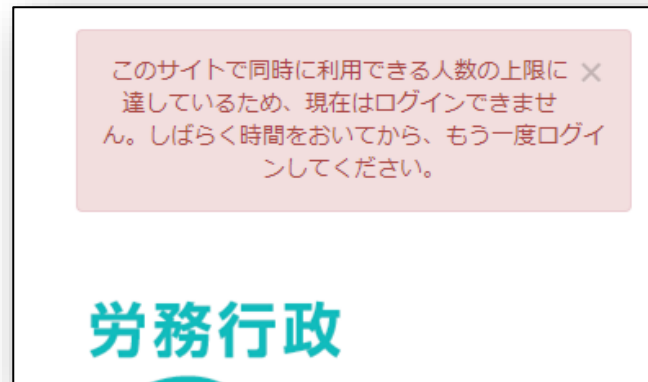 このサイトで同時に利用できる人数の上限に ×
達しているため、現在はログインできませ
ん。しばらく時間をおいてから、もう一度ログイ
ンしてください。
労務行政